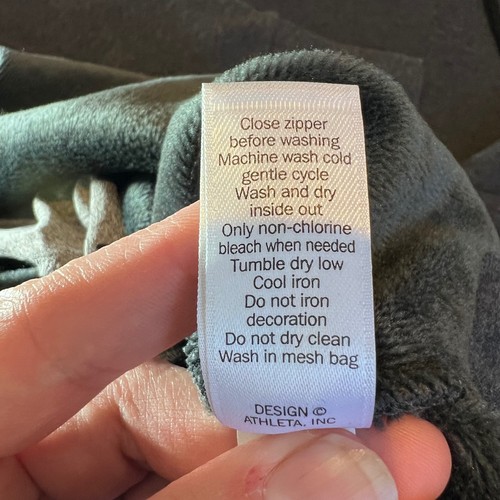 Close zipper
before washing
Machine wash cold
gentle cycle
Wash and dry
inside out
Only non-chlorine
bleach when needed
Tumble dry low
Cool iron
Do not iron
decoration
Do not dry clean
Wash in mesh bag
DESIGN ©
ATHLETA, INC